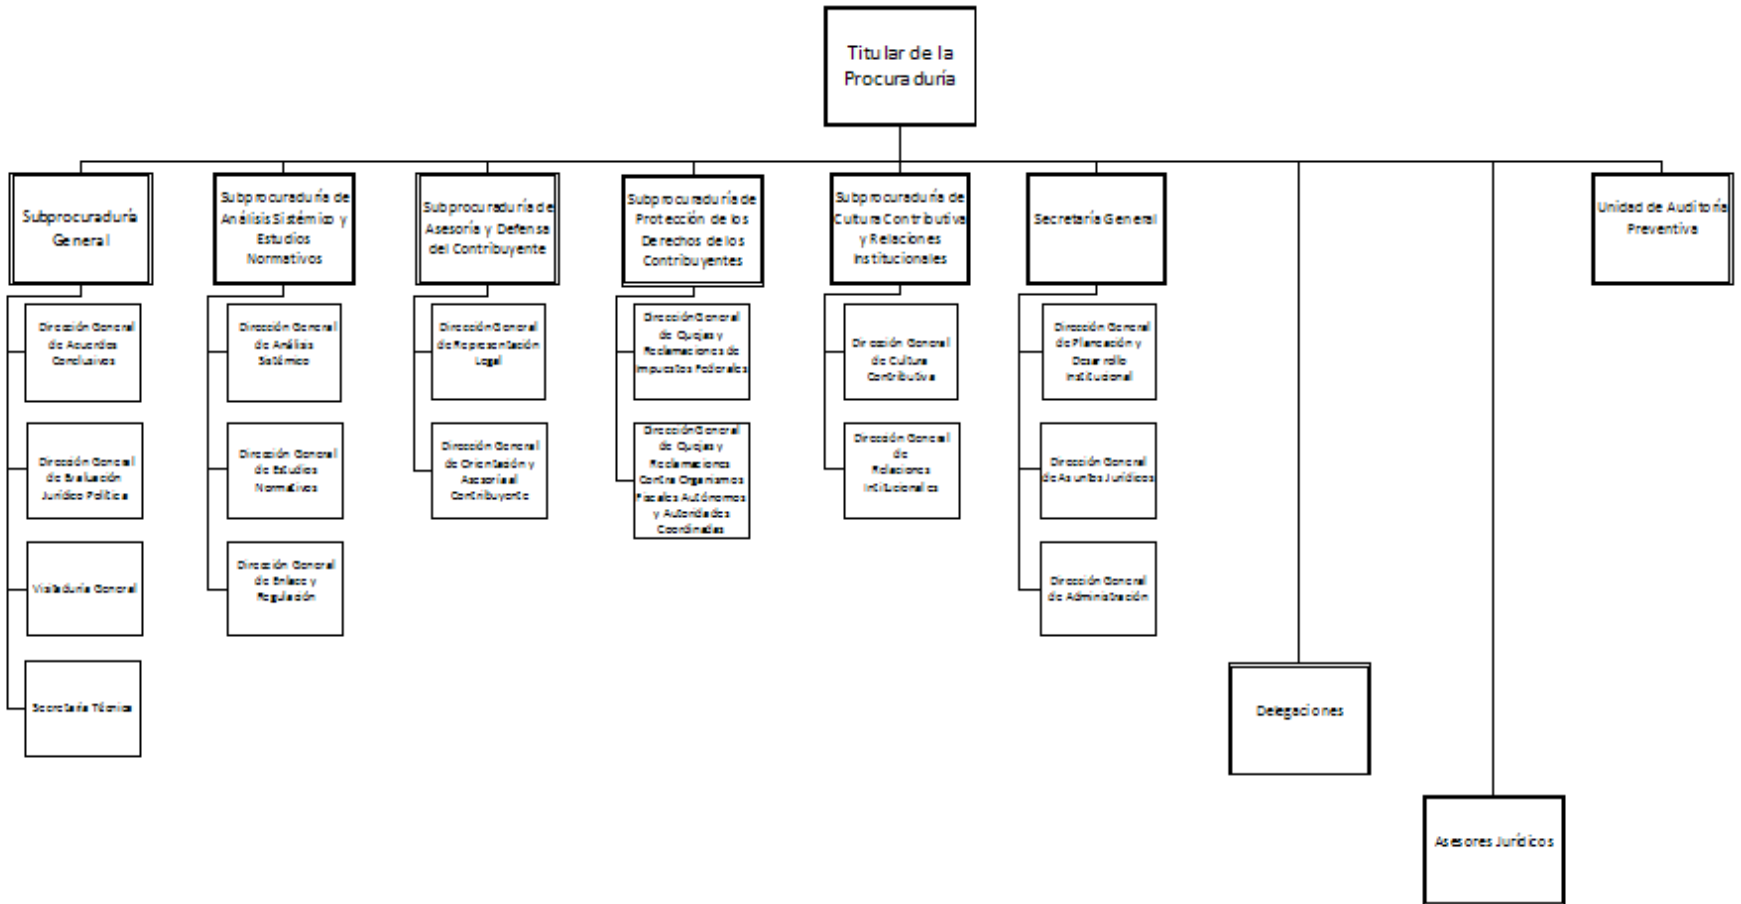 Titular de la
Procuraduría
Subprocuraduría
General
Subprocuraduría de
Análisis Sistémico y
Estudios
Normativos
Subprocuraduría de
Asesoría y Defensa
del Contribuyente
Subprocuraduría de
Protección de los
Derechos de los
Contribuyentes
Subprocuraduría de
Cultura Contributiva
y Relaciones
Institucionales
Secretaría General
Unidad de Auditoría
Preventiva
Dirección General
de Acuerdos
Conclusivos
Dirección General
de Evaluación
Jurídico Política
Visitaduría General
Secretaría Técnica
Dirección General
de Análisis
Sistémico
Dirección General
de Estudios
Normativos
Dirección General
de Enlace y
Regulación
Dirección General
de Representación
Legal
Dirección General
de Orientación y
Asesoría al
Contribuyente
Dirección General
de Quejas y
Reclamaciones de
Impuestos Federales
Dirección General
de Quejas y
Reclamaciones
Contra Organismos
Fiscales Autónomos
y Autoridades
Coordinadas
Dirección General
de Cultura
Contributiva
Dirección General
de
Relaciones
Intitucionales
Dirección General
de Planeación y
Desarrollo
Institucional
Dirección General
de Asuntos Jurídicos
Dirección General
de Administración
Delegaciones
Asesores Jurídicos